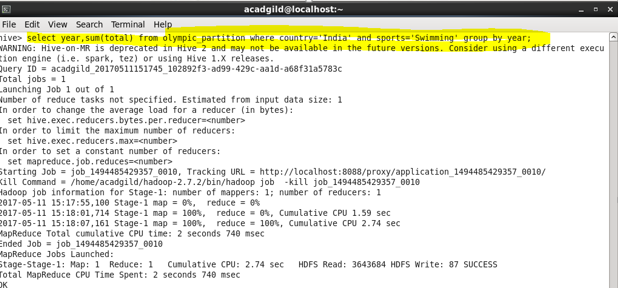 acadgild@localhost:~
File Edit View Search Terminal Help
hive> select year,sum(total) from olympic_partition where country='India' and sports='Swimming' group by year;
WARNING: Hive-on-MR is deprecated in Hive 2 and may not be available in the future versions. Consider using a different execu
tion engine (i.e. spark, tez) or using Hive 1.X releases.
Query ID = acadgild_20170511151745_102892f3-ad99-429c-aa1d-a68f31a5783c
Total jobs = 1
Launching Job 1 out of 1
Number of reduce tasks not specified. Estimated from input data size: 1
In order to change the average load for a reducer (in bytes):
set hive.exec.reducers.bytes.per.reducer=<number>
In order to limit the maximum number of reducers:
set hive.exec.reducers.max=<number>
In order to set a constant number of reducers:
set mapreduce.job.reduces=<number>
Starting Job = job_1494485429357_0010, Tracking URL = http://localhost:8088/proxy/application_1494485429357_0010/
Kill Command = /home/acadgild/hadoop-2.7.2/bin/hadoop job -kill job_1494485429357_0010
Hadoop job information for Stage-1: number of mappers: 1; number of reducers: 1
2017-05-11 15:17:55,100 Stage-1 map = 0%, reduce = 0%
2017-05-11 15:18:01,714 Stage-1 map = 100%, reduce = 0%, Cumulative CPU 1.59 sec
2017-05-11 15:18:07,161 Stage-1 map = 100%, reduce = 100%, Cumulative CPU 2.74 sec
MapReduce Total cumulative CPU time: 2 seconds 740 msec
Ended Job = job_1494485429357_0010
MapReduce Jobs Launched:
Stage-Stage-1: Map: 1 Reduce: 1 Cumulative CPU: 2.74 sec HDFS Read: 3643684 HDFS Write: 87 SUCCESS
Total MapReduce CPU Time Spent: 2 seconds 740 msec
OK